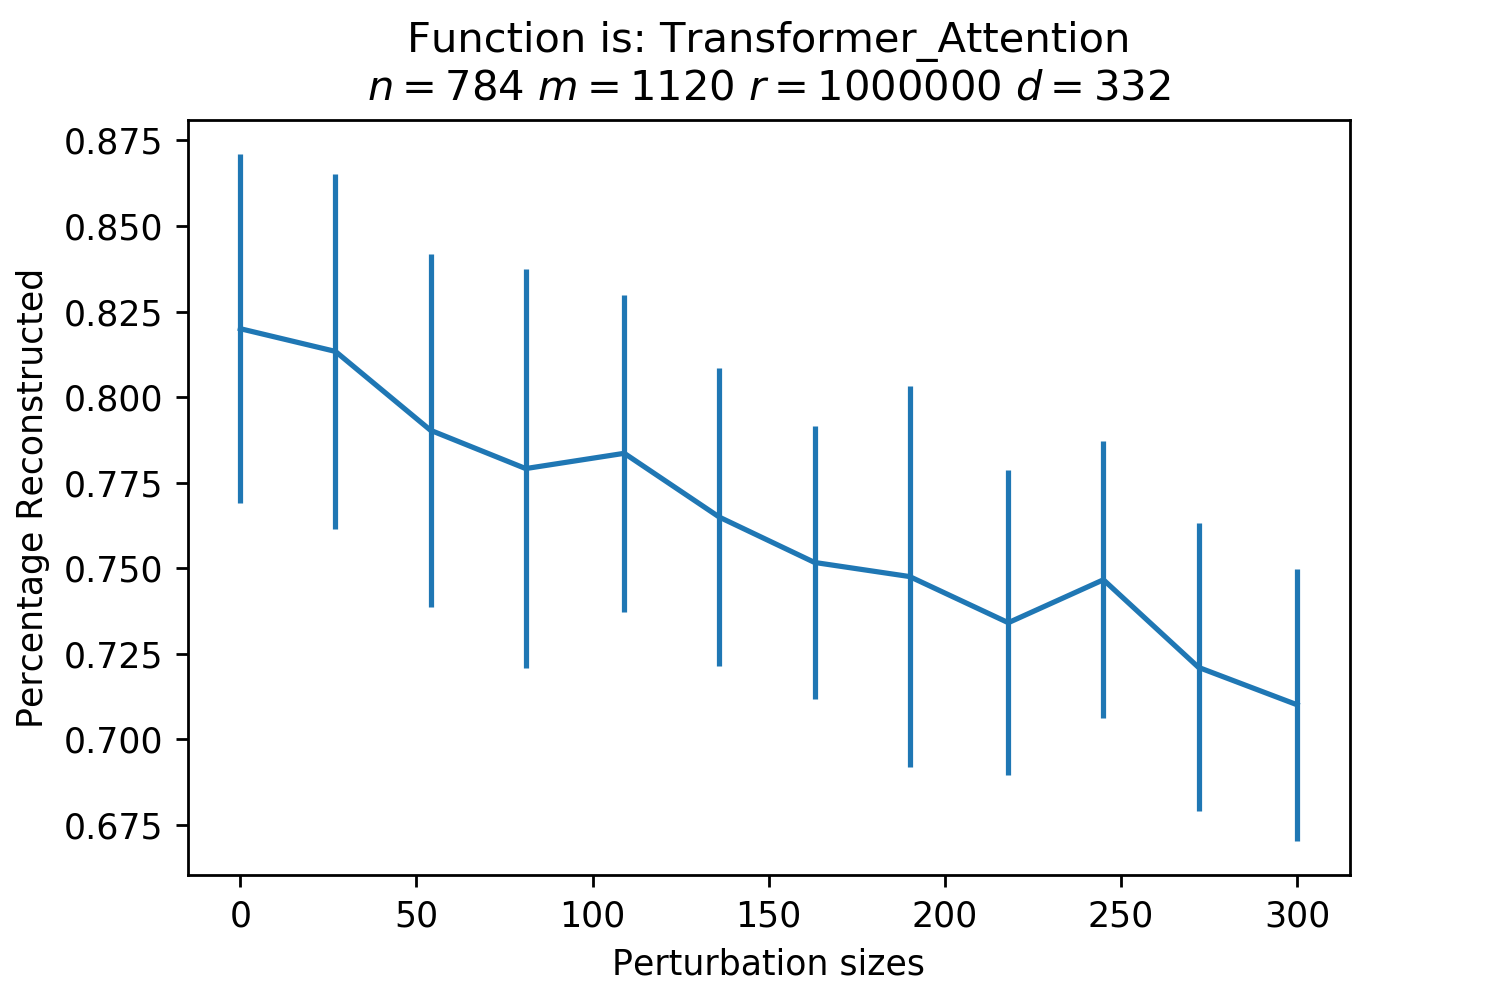 Function is: Transformer_Attention
n = 784 m = 1120 r = 1000000 d = 332
0.875
0.850
0.825
0.800
0.775
0.750
0.725
0.700
0.675
Percentage Reconstructed
0 50 100 150 200 250 300
Perturbation sizes